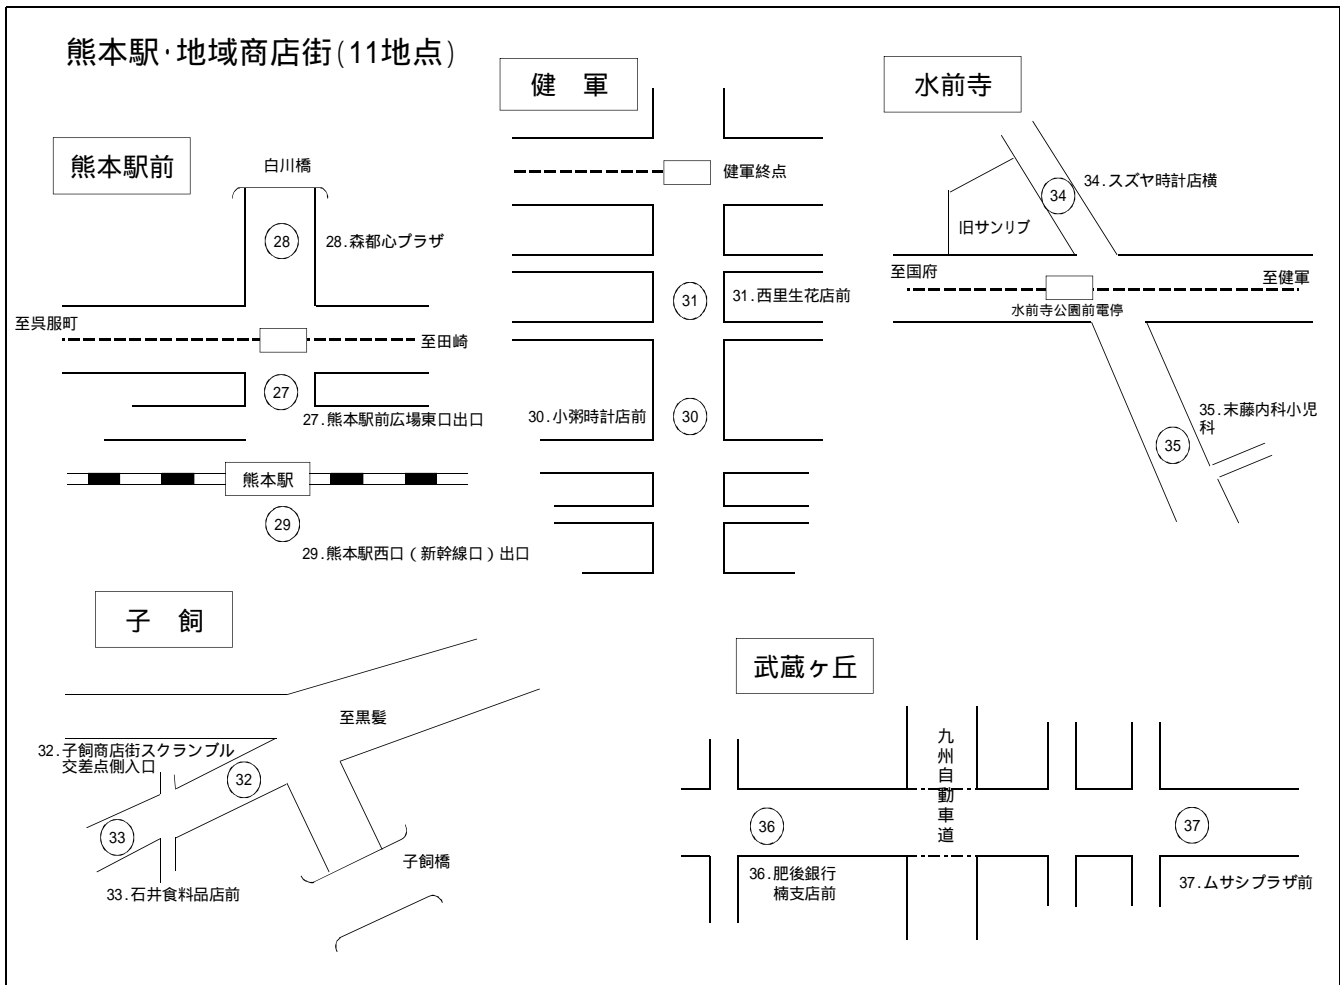 熊本駅・地域商店街(11地点)
熊本駅前
白川橋
28
28.森都心プラザ
至呉服町
至田崎
27
27.熊本駅前広場東口出口
熊本駅
29
29.熊本駅西口(新幹線口)出口
健 軍
健軍終点
31
31.西里生花店前
30.小粥時計店前
30
水前寺
34
34.スズヤ時計店横
旧サンリブ
至国府
至健軍
水前寺公園前電停
35.末藤内科小児
科
35
子 飼
至黒髪
32.子飼商店街スクランブル
交差点側入口
32
33
子飼橋
33.石井食料品店前
武蔵ヶ丘
九州自動車道
36
37
36.肥後銀行
楠支店前
37.ムサシプラザ前